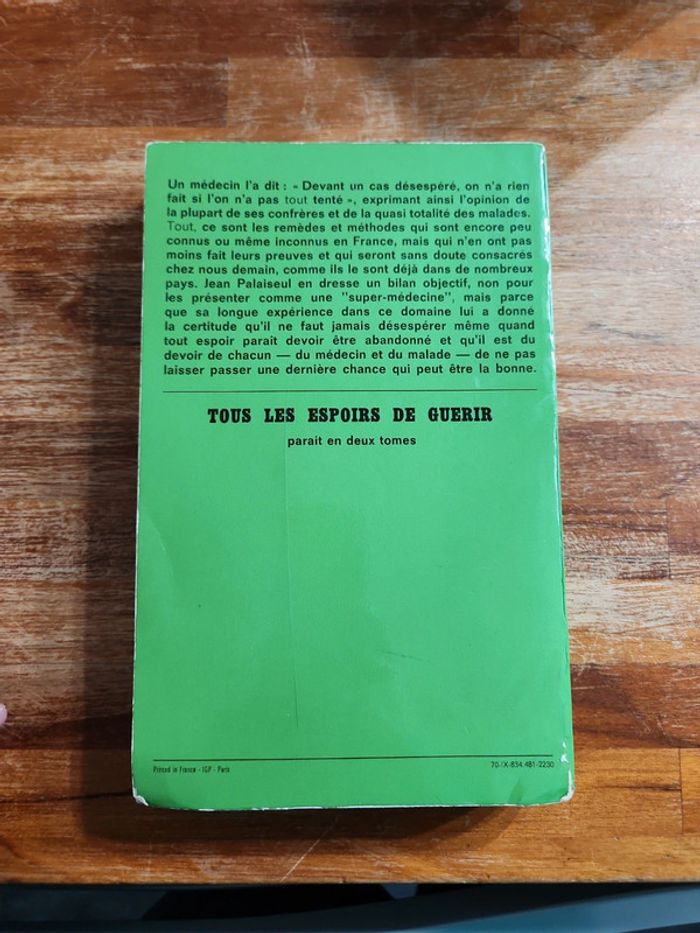 Un médecin l'a dit : « Devant un cas désespéré, on n'a rien
fait si l'on n'a pas tout tenté », exprimant ainsi l'opinion de
la plupart de ses confrères et de la quasi totalité des malades.
Tout, ce sont les remèdes et méthodes qui sont encore peu
connus ou même inconnus en France, mais qui n'en ont pas
moins fait leurs preuves et qui seront sans doute consacrés
chez nous demain, comme ils le sont déjà dans de nombreux
pays. Jean Palaiseul en dresse un bilan objectif, non pour
les présenter comme une "super-médecine", mais parce
que sa longue expérience dans ce domaine lui a donné
la certitude qu'il ne faut jamais désespérer même quand
tout espoir parait devoir être abandonné et qu'il est du
devoir de chacun — du médecin et du malade — de ne pas
laisser passer une dernière chance qui peut être la bonne.
TOUS LES ESPOIRS DE GUERIR
parait en deux tomes
Printed in France - IGP - Paris
70-IX-834.481-2230